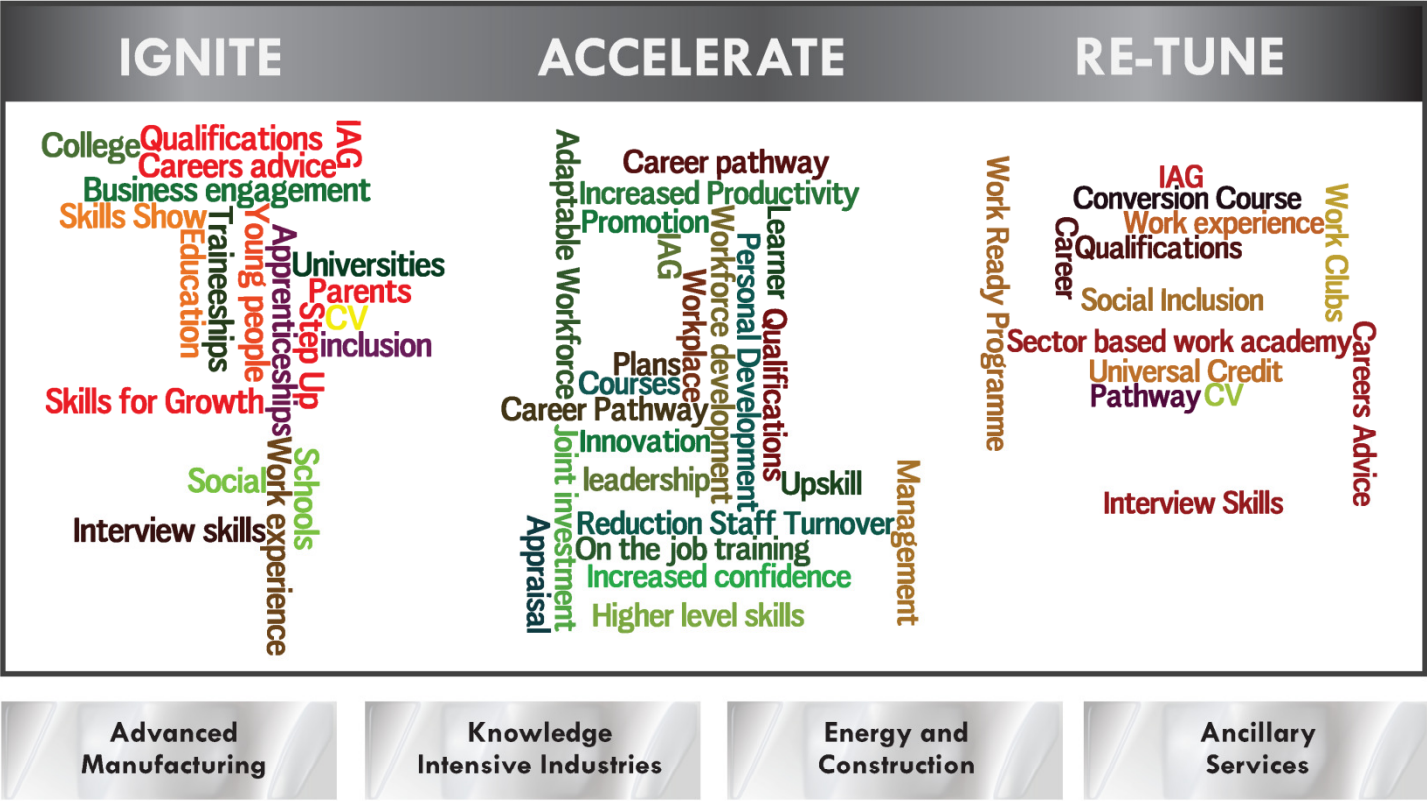 IGNITE
ACCELERATE
RE-TUNE
College
Qualifications
IAG
Careers advice
Business engagement
Skills Show
Education
Traineeships
Young people
Apprenticeships
Universities
Parents
Step Up
CV
inclusion
Skills for Growth
Social
Work experience
Schools
Interview skills
Adaptable Workforce
Career pathway
Increased Productivity
Promotion
IAG
Workplace
Workforce development
Personal Development
Learner Qualifications
Plans
Courses
Career Pathway
Joint investment
Innovation
leadership
Upskill
Management
Appraisal
Reduction Staff Turnover
On the job training
Increased confidence
Higher level skills
Work Ready Programme
IAG
Conversion Course
Work experience
Career
Qualifications
Work Clubs
Social Inclusion
Sector based work academy
Careers Advice
Universal Credit
Pathway
CV
Interview Skills
Advanced
Manufacturing
Knowledge
Intensive Industries
Energy and
Construction
Ancillary
Services